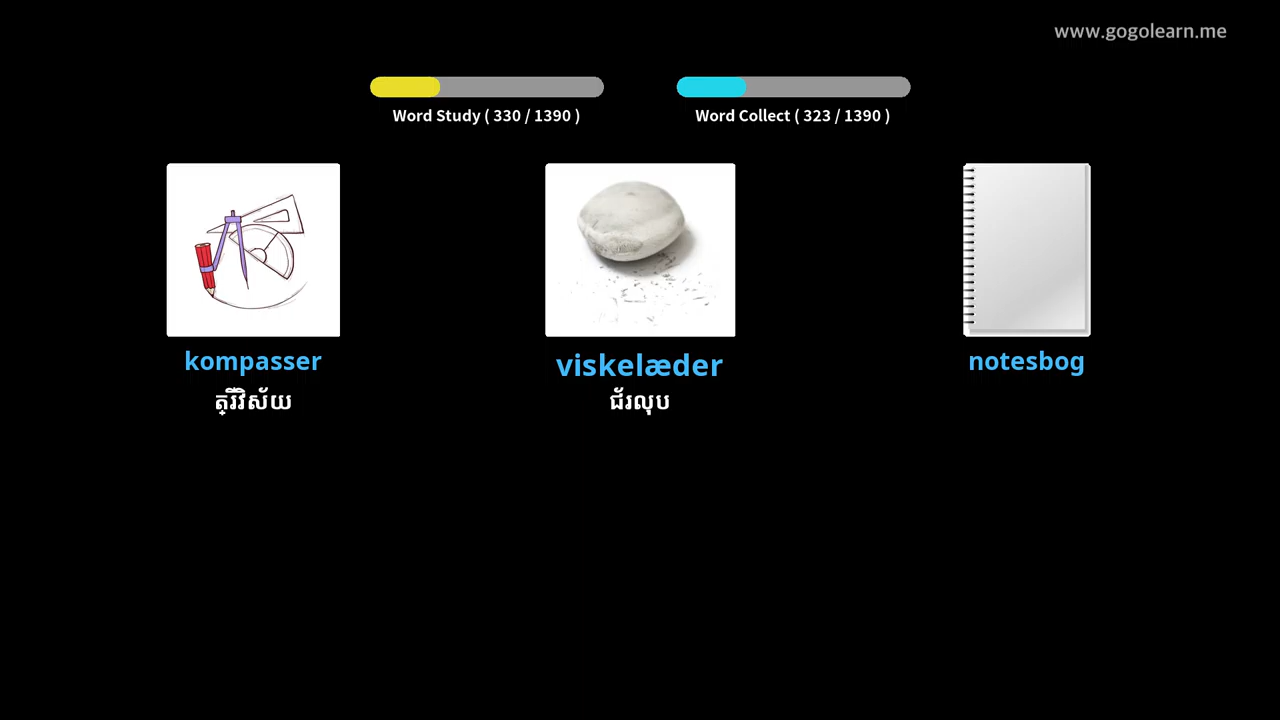 www.gogolearn.me
Word Study ( 330 / 1390 )
Word Collect ( 323 / 1390 )
kompasser
viskelæder
notesbog
ត្រីវិស័យ
ជ័រលុប